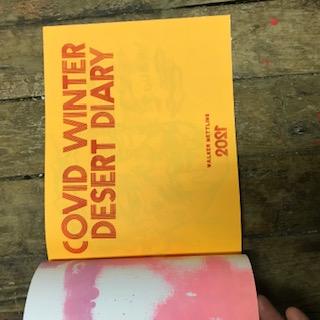 COVID WINTER
DESERT DIARY
WALKER METTLING
2021